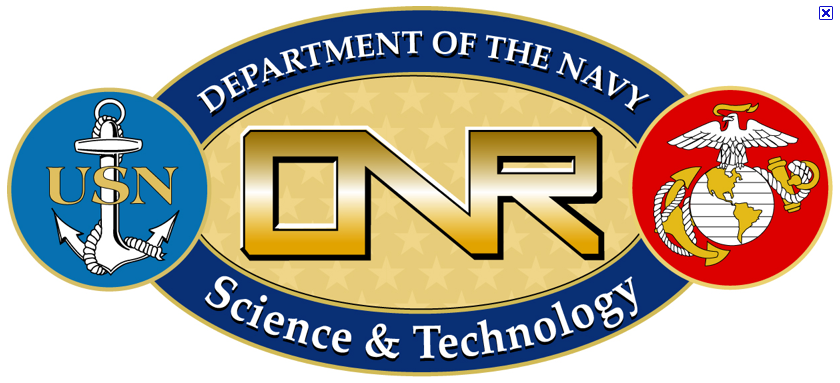 DEPARTMENT OF THE NAVY
USN
ONR
Science & Technology